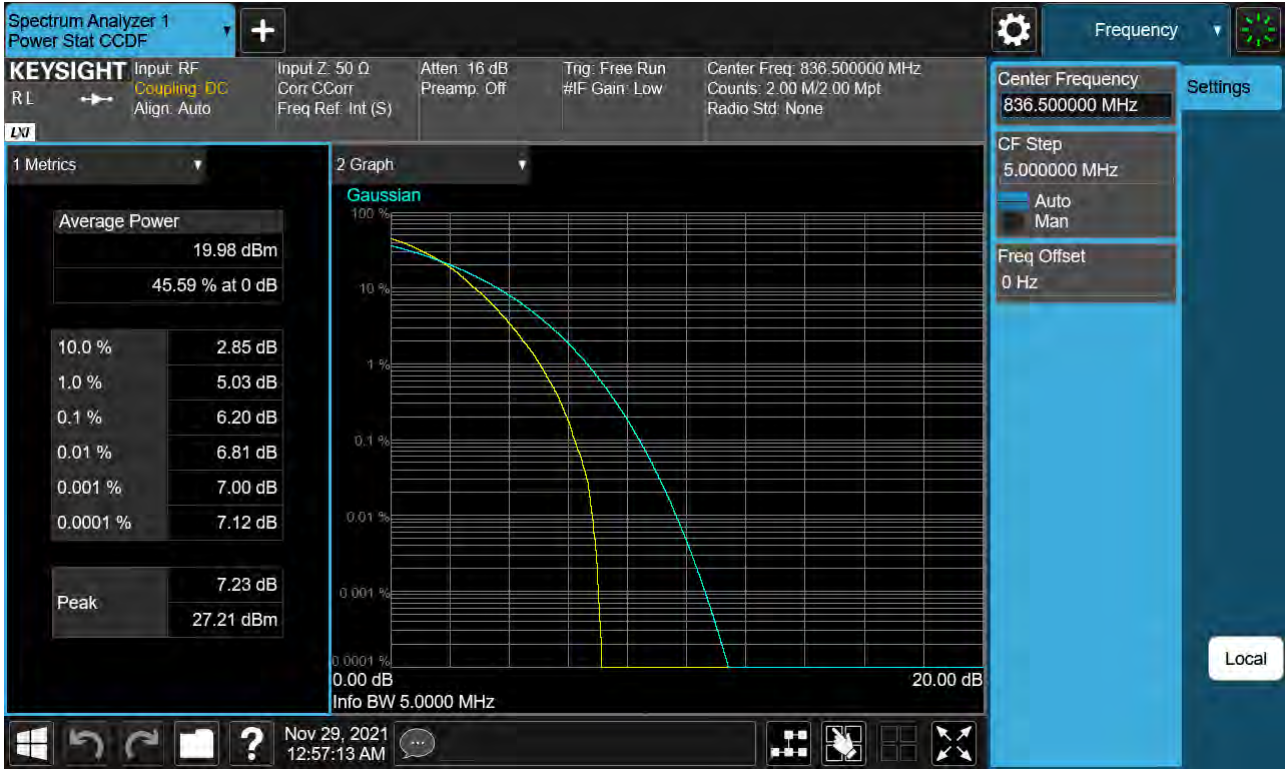 Spectrum Analyzer 1
Power Stat CCDF
Frequency
KEYSIGHT
R L
LXI
Input: RF
Coupling: DC
Align: Auto
Input Z: 50 Ω
Corr CCorr
Freq Ref: Int (S)
Atten: 16 dB
Preamp: Off
Trig: Free Run
#IF Gain: Low
Center Freq: 836.500000 MHz
Counts: 2.00 M/2.00 Mpt
Radio Std: None
Center Frequency
836.500000 MHz
Settings
CF Step
5.000000 MHz
Auto
Man
Freq Offset
0 Hz
Local
1 Metrics
Average Power
19.98 dBm
45.59 % at 0 dB
10.0 % 2.85 dB
1.0 % 5.03 dB
0.1 % 6.20 dB
0.01 % 6.81 dB
0.001 % 7.00 dB
0.0001 % 7.12 dB
Peak
7.23 dB
27.21 dBm
2 Graph
Gaussian
100 %
10 %
1 %
0.1 %
0.01 %
0.001 %
0.0001 %
0.00 dB 20.00 dB
Info BW 5.0000 MHz
?
Nov 29, 2021
12:57:13 AM